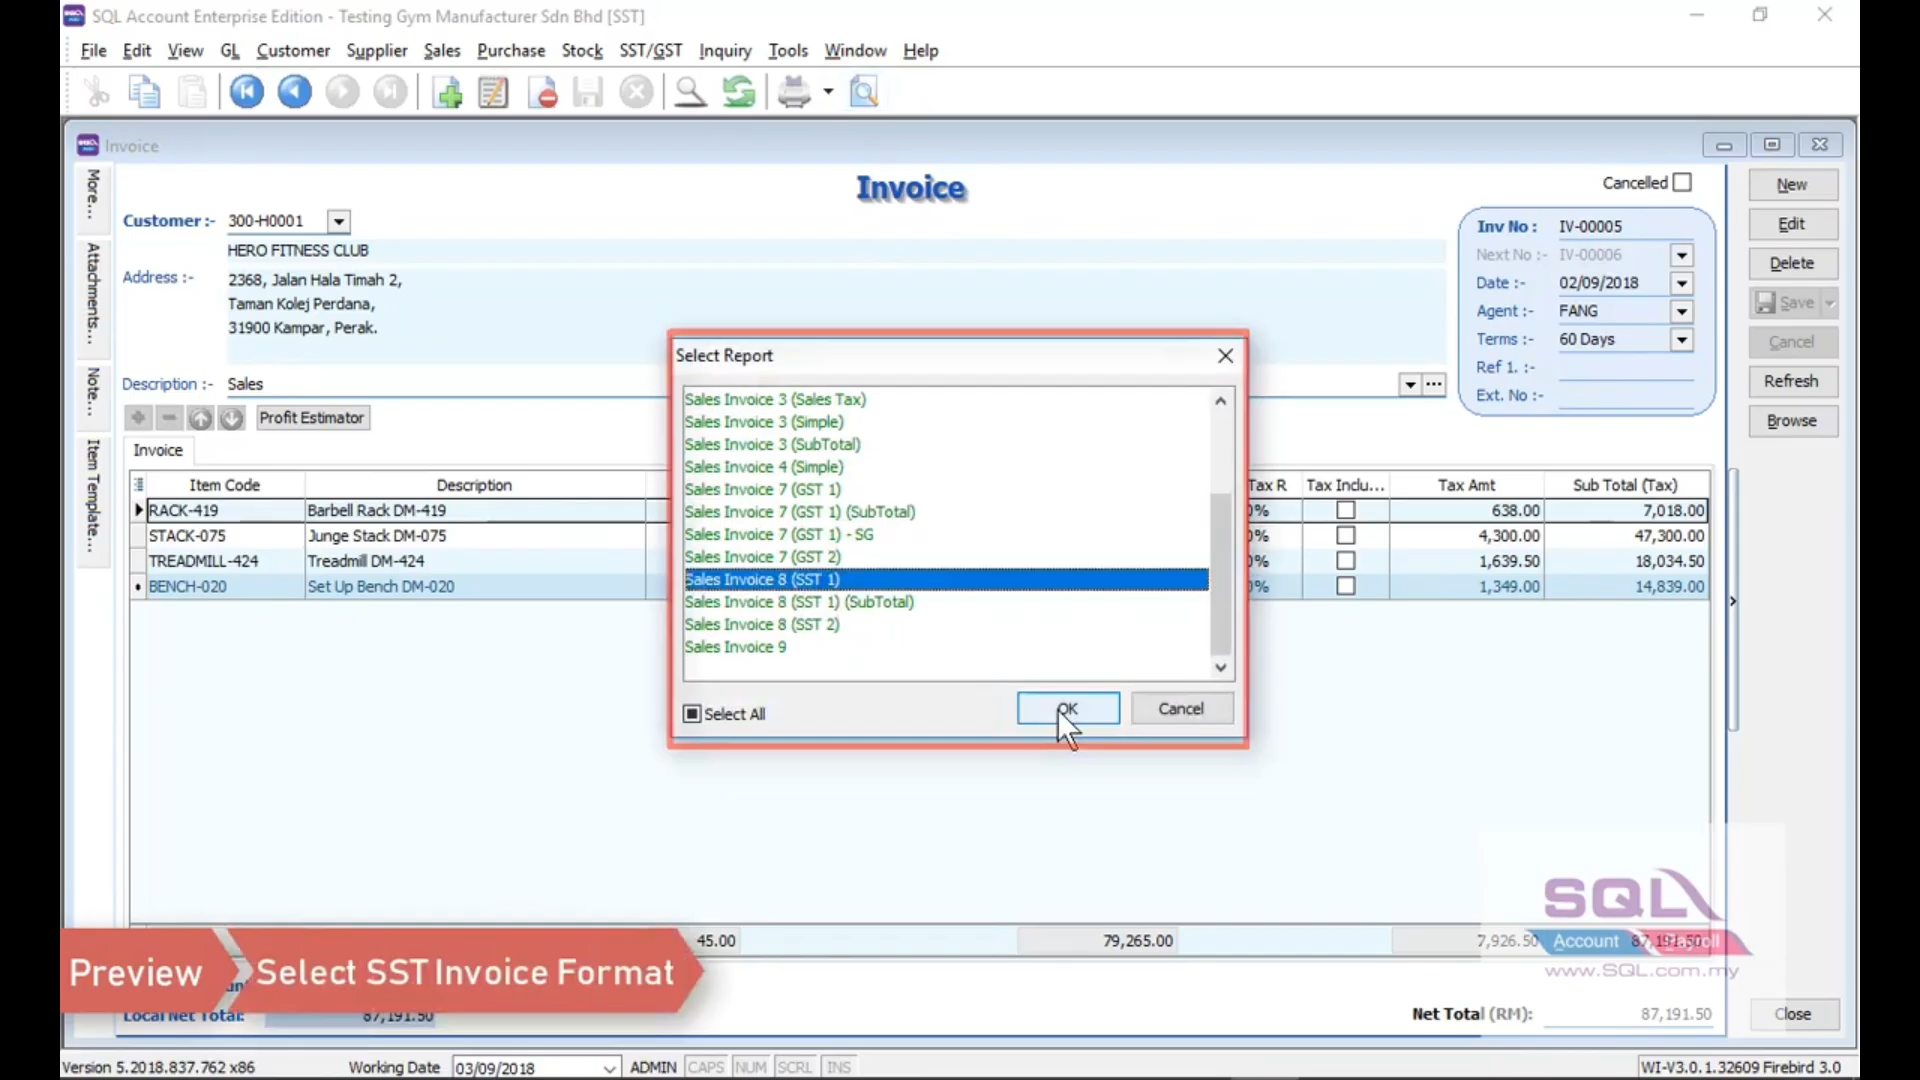 SQL Account Enterprise Edition - Testing Gym Manufacturer Sdn Bhd [SST]
File Edit View GL Customer Supplier Sales Purchase Stock SST/GST Inquiry Tools Window Help
Invoice
Invoice
Cancelled
New
Edit
Delete
Save
Cancel
Refresh
Browse
More...
Attachments...
Note...
Item Template...
Customer :- 300-H0001
HERO FITNESS CLUB
Address :- 2368, Jalan Hala Timah 2,
Taman Kolej Perdana,
31900 Kampar, Perak.
Description :- Sales
Inv No : IV-00005
Next No :- IV-00006
Date :- 02/09/2018
Agent :- FANG
Terms :- 60 Days
Ref 1. :-
Ext. No :-
Profit Estimator
Invoice
Item Code Description Tax R Tax Inclu... Tax Amt Sub Total (Tax)
RACK-419 Barbell Rack DM-419 0% 638.00 7,018.00
STACK-075 Junge Stack DM-075 0% 4,300.00 47,300.00
TREADMILL-424 Treadmill DM-424 0% 1,639.50 18,034.50
BENCH-020 Set Up Bench DM-020 0% 1,349.00 14,839.00
Select Report
Sales Invoice 3 (Sales Tax)
Sales Invoice 3 (Simple)
Sales Invoice 3 (SubTotal)
Sales Invoice 4 (Simple)
Sales Invoice 7 (GST 1)
Sales Invoice 7 (GST 1) (SubTotal)
Sales Invoice 7 (GST 1) - SG
Sales Invoice 7 (GST 2)
Sales Invoice 8 (SST 1)
Sales Invoice 8 (SST 1) (SubTotal)
Sales Invoice 8 (SST 2)
Sales Invoice 9
Select All
OK
Cancel
45.00 79,265.00 7,926.50 87,191.50
SQL
Account Payroll
www.SQL.com.my
Preview Select SST Invoice Format
Local Net Total: 87,191.50
Net Total (RM): 87,191.50
Close
Version 5.2018.837.762 x86 Working Date 03/09/2018 ADMIN CAPS NUM SCRL INS WI-V3.0.1.32609 Firebird 3.0